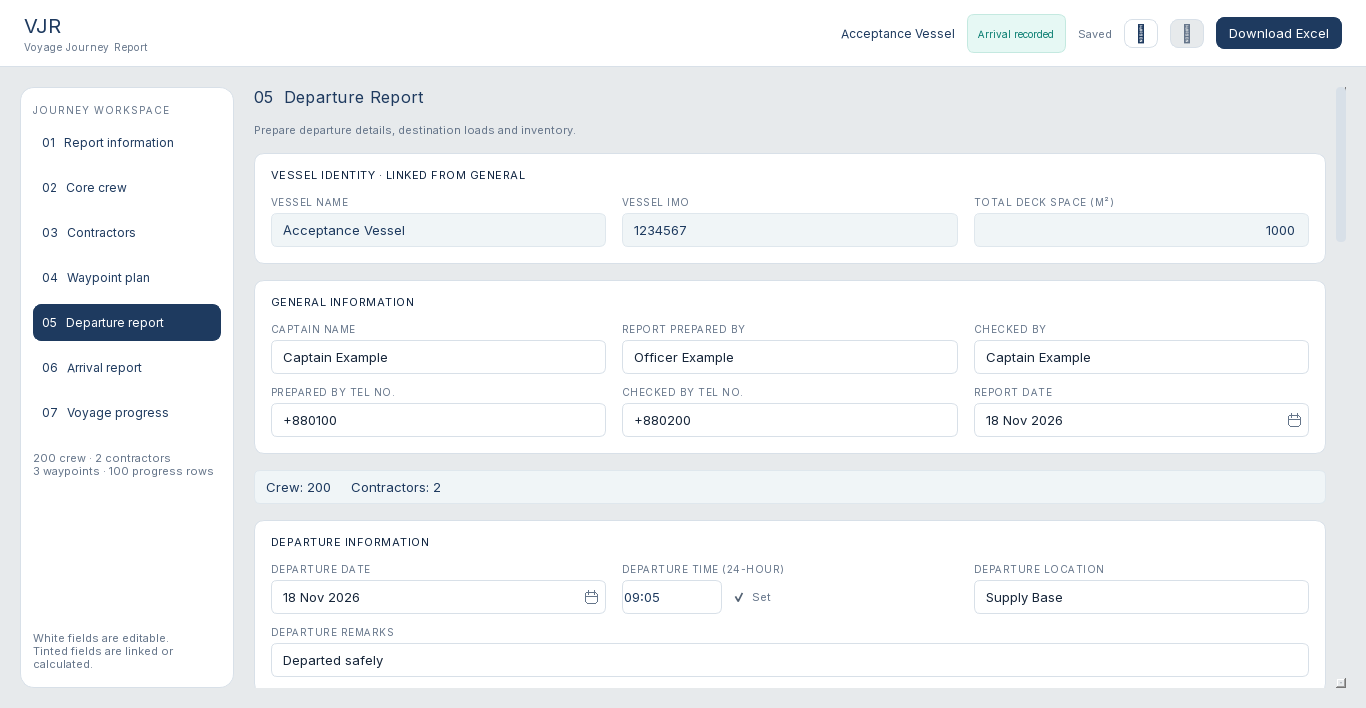 VJR
Voyage Journey Report
Acceptance Vessel
Arrival recorded
Saved
Download Excel
JOURNEY WORKSPACE
01 Report information
02 Core crew
03 Contractors
04 Waypoint plan
05 Departure report
06 Arrival report
07 Voyage progress
200 crew · 2 contractors
3 waypoints · 100 progress rows
White fields are editable.
Tinted fields are linked or
calculated.
05 Departure Report
Prepare departure details, destination loads and inventory.
VESSEL IDENTITY · LINKED FROM GENERAL
VESSEL NAME
VESSEL IMO
TOTAL DECK SPACE (M²)
Acceptance Vessel
1234567
1000
GENERAL INFORMATION
CAPTAIN NAME
REPORT PREPARED BY
CHECKED BY
Captain Example
Officer Example
Captain Example
PREPARED BY TEL NO.
CHECKED BY TEL NO.
REPORT DATE
+880100
+880200
18 Nov 2026
Crew: 200
Contractors: 2
DEPARTURE INFORMATION
DEPARTURE DATE
DEPARTURE TIME (24-HOUR)
DEPARTURE LOCATION
18 Nov 2026
09:05
✓ Set
Supply Base
DEPARTURE REMARKS
Departed safely